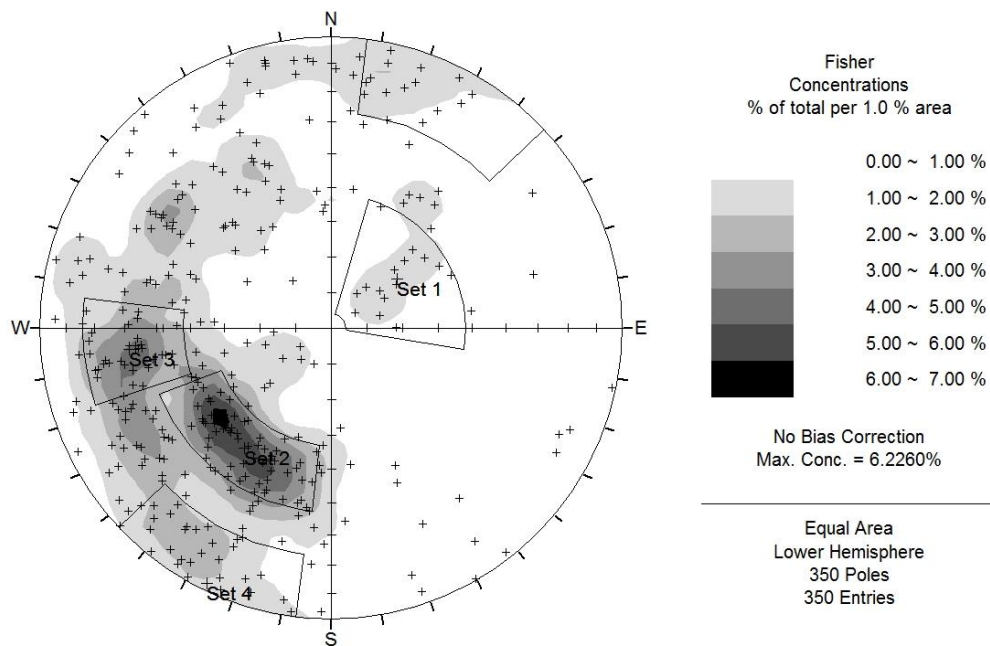 N
W
E
S
Set 1
Set 3
Set 2
Set 4
Fisher
Concentrations
% of total per 1.0 % area
0.00 ~ 1.00 %
1.00 ~ 2.00 %
2.00 ~ 3.00 %
3.00 ~ 4.00 %
4.00 ~ 5.00 %
5.00 ~ 6.00 %
6.00 ~ 7.00 %
No Bias Correction
Max. Conc. = 6.2260%
Equal Area
Lower Hemisphere
350 Poles
350 Entries